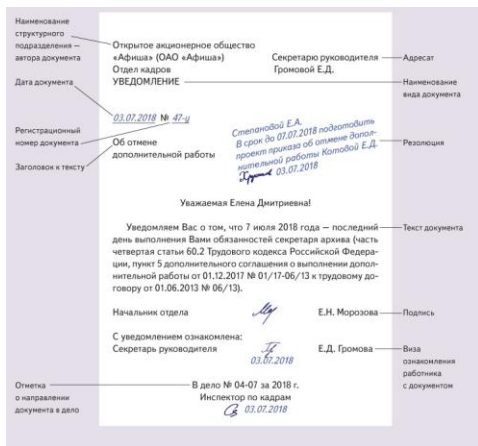 Наименование
структурного
подразделения —
автора документа
Дата документа
Регистрационный
номер документа
Заголовок к тексту
Отметка
о направлении
документа в дело
Открытое акционерное общество
«Афиша» (ОАО «Афиша»)
Отдел кадров
УВЕДОМЛЕНИЕ
Секретарю руководителя
Громовой Е.Д.
03.07.2018 № 47-у
Об отмене
дополнительной работы
Степановой Е.А.
В срок до 07.07.2018 подготовить
проект приказа об отмене допол-
нительной работы Котовой Е.Д.
03.07.2018
Уважаемая Елена Дмитриевна!
Уведомляем Вас о том, что 7 июля 2018 года — последний
день выполнения Вами обязанностей секретаря архива (часть
четвертая статьи 60.2 Трудового кодекса Российской Федера-
ции, пункт 5 дополнительного соглашения о выполнении допол-
нительной работы от 01.12.2017 № 01/17-06/13 к трудовому до-
говору от 01.06.2013 № 06/13).
Начальник отдела Е.Н. Морозова
С уведомлением ознакомлена:
Секретарь руководителя Е.Д. Громова
03.07.2018
В дело № 04-07 за 2018 г.
Инспектор по кадрам
03.07.2018
Адресат
Наименование
вида документа
Резолюция
Текст документа
Подпись
Виза
ознакомления
работника
с документом